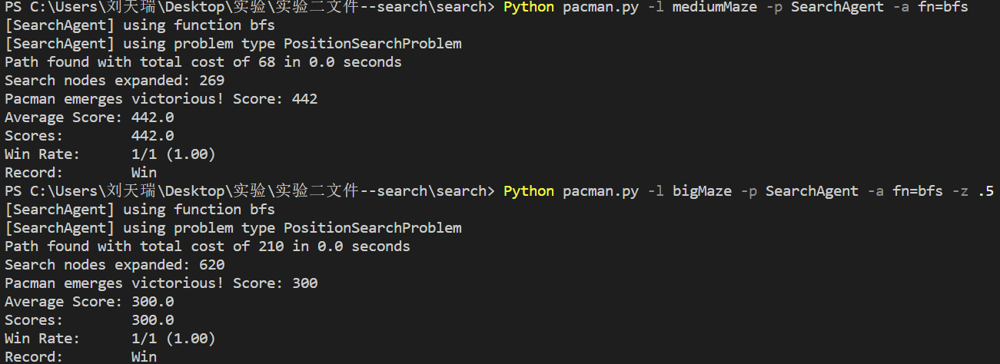 PS C:\Users\刘天瑞\Desktop\实验\实验二文件--search\search> Python pacman.py -l mediumMaze -p SearchAgent -a fn=bfs
[SearchAgent] using function bfs
[SearchAgent] using problem type PositionSearchProblem
Path found with total cost of 68 in 0.0 seconds
Search nodes expanded: 269
Pacman emerges victorious! Score: 442
Average Score: 442.0
Scores:        442.0
Win Rate:      1/1 (1.00)
Record:        Win
PS C:\Users\刘天瑞\Desktop\实验\实验二文件--search\search> Python pacman.py -l bigMaze -p SearchAgent -a fn=bfs -z .5
[SearchAgent] using function bfs
[SearchAgent] using problem type PositionSearchProblem
Path found with total cost of 210 in 0.0 seconds
Search nodes expanded: 620
Pacman emerges victorious! Score: 300
Average Score: 300.0
Scores:        300.0
Win Rate:      1/1 (1.00)
Record:        Win